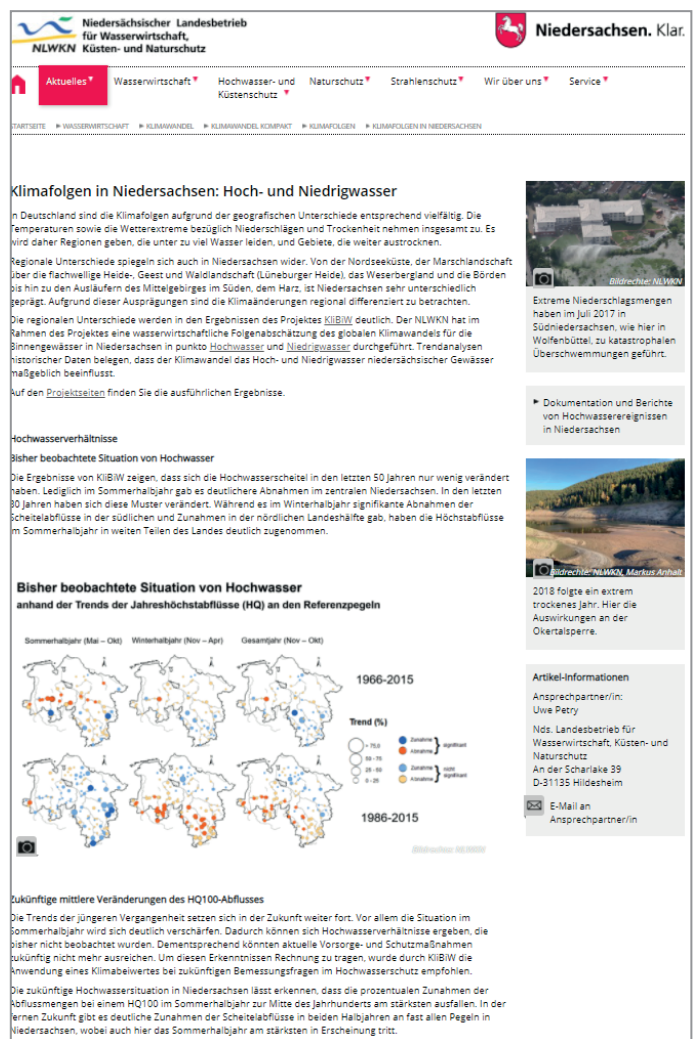 Niedersächsischer Landesbetrieb
für Wasserwirtschaft,
NLWKN Küsten- und Naturschutz
Niedersachsen. Klar.
Aktuelles
Wasserwirtschaft
Hochwasser- und
Küstenschutz
Naturschutz
Strahlenschutz
Wir über uns
Service
STARTSEITE ▸ WASSERWIRTSCHAFT ▸ KLIMAWANDEL ▸ KLIMAWANDEL KOMPAKT ▸ KLIMAFOLGEN ▸ KLIMAFOLGEN IN NIEDERSACHSEN
Klimafolgen in Niedersachsen: Hoch- und Niedrigwasser
In Deutschland sind die Klimafolgen aufgrund der geografischen Unterschiede entsprechend vielfältig. Die
Temperaturen sowie die Wetterextreme bezüglich Niederschlägen und Trockenheit nehmen insgesamt zu. Es
wird daher Regionen geben, die unter zu viel Wasser leiden, und Gebiete, die weiter austrocknen.
Regionale Unterschiede spiegeln sich auch in Niedersachsen wider. Von der Nordseeküste, der Marschlandschaft
über die flachwellige Heide-, Geest und Waldlandschaft (Lüneburger Heide), das Weserbergland und die Börden
bis hin zu den Ausläufern des Mittelgebirges im Süden, dem Harz, ist Niedersachsen sehr unterschiedlich
geprägt. Aufgrund dieser Ausprägungen sind die Klimaänderungen regional differenziert zu betrachten.
Die regionalen Unterschiede werden in den Ergebnissen des Projektes KliBiW deutlich. Der NLWKN hat im
Rahmen des Projektes eine wasserwirtschaftliche Folgenabschätzung des globalen Klimawandels für die
Binnengewässer in Niedersachsen in punkto Hochwasser und Niedrigwasser durchgeführt. Trendanalysen
historischer Daten belegen, dass der Klimawandel das Hoch- und Niedrigwasser niedersächsischer Gewässer
maßgeblich beeinflusst.
Auf den Projektseiten finden Sie die ausführlichen Ergebnisse.
Hochwasserverhältnisse
Bisher beobachtete Situation von Hochwasser
Die Ergebnisse von KliBiW zeigen, dass sich die Hochwasserscheitel in den letzten 50 Jahren nur wenig verändert
haben. Lediglich im Sommerhalbjahr gab es deutlichere Abnahmen im zentralen Niedersachsen. In den letzten
30 Jahren haben sich diese Muster verändert. Während es im Winterhalbjahr signifikante Abnahmen der
Scheitelabflüsse in der südlichen und Zunahmen in der nördlichen Landeshälfte gab, haben die Höchstabflüsse
im Sommerhalbjahr in weiten Teilen des Landes deutlich zugenommen.
Bisher beobachtete Situation von Hochwasser
anhand der Trends der Jahreshöchstabflüsse (HQ) an den Referenzpegeln
Sommerhalbjahr (Mai – Okt) Winterhalbjahr (Nov – Apr) Gesamtjahr (Nov – Okt)
1966-2015
Trend (%)
> 75,0
50 - 75
25 - 50
0 - 25
Zunahme
Abnahme
signifikant
Zunahme
Abnahme
nicht
signifikant
1986-2015
Bildrechte: NLWKN
Zukünftige mittlere Veränderungen des HQ100-Abflusses
Die Trends der jüngeren Vergangenheit setzen sich in der Zukunft weiter fort. Vor allem die Situation im
Sommerhalbjahr wird sich deutlich verschärfen. Dadurch können sich Hochwasserverhältnisse ergeben, die
bisher nicht beobachtet wurden. Dementsprechend könnten aktuelle Vorsorge- und Schutzmaßnahmen
zukünftig nicht mehr ausreichen. Um diesen Erkenntnissen Rechnung zu tragen, wurde durch KliBiW die
Anwendung eines Klimabeiwertes bei zukünftigen Bemessungsfragen im Hochwasserschutz empfohlen.
Die zukünftige Hochwassersituation in Niedersachsen lässt erkennen, dass die prozentualen Zunahmen der
Abflussmengen bei einem HQ100 im Sommerhalbjahr zur Mitte des Jahrhunderts am stärksten ausfallen. In der
fernen Zukunft gibt es deutliche Zunahmen der Scheitelabflüsse in beiden Halbjahren an fast allen Pegeln in
Niedersachsen, wobei auch hier das Sommerhalbjahr am stärksten in Erscheinung tritt.
Bildrechte: NLWKN
Extreme Niederschlagsmengen
haben im Juli 2017 in
Südniedersachsen, wie hier in
Wolfenbüttel, zu katastrophalen
Überschwemmungen geführt.
▸ Dokumentation und Berichte
von Hochwasserereignissen
in Niedersachsen
Bildrechte: NLWKN, Markus Anhalt
2018 folgte ein extrem
trockenes Jahr. Hier die
Auswirkungen an der
Okertalsperre.
Artikel-Informationen
Ansprechpartner/in:
Uwe Petry
Nds. Landesbetrieb für
Wasserwirtschaft, Küsten- und
Naturschutz
An der Scharlake 39
D-31135 Hildesheim
E-Mail an
Ansprechpartner/in